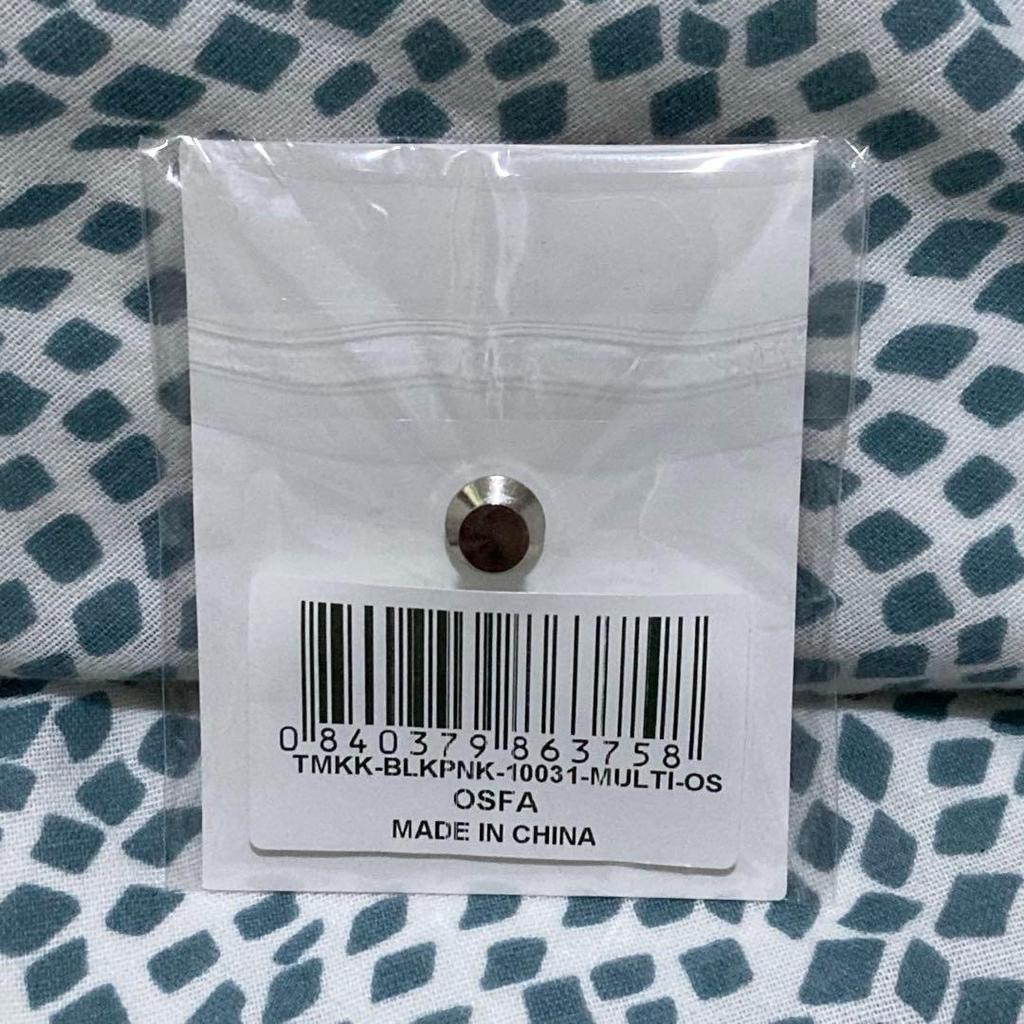 0 840379 863758
TMKK-BLKPNK-10031-MULTI-OS
OSFA
MADE IN CHINA